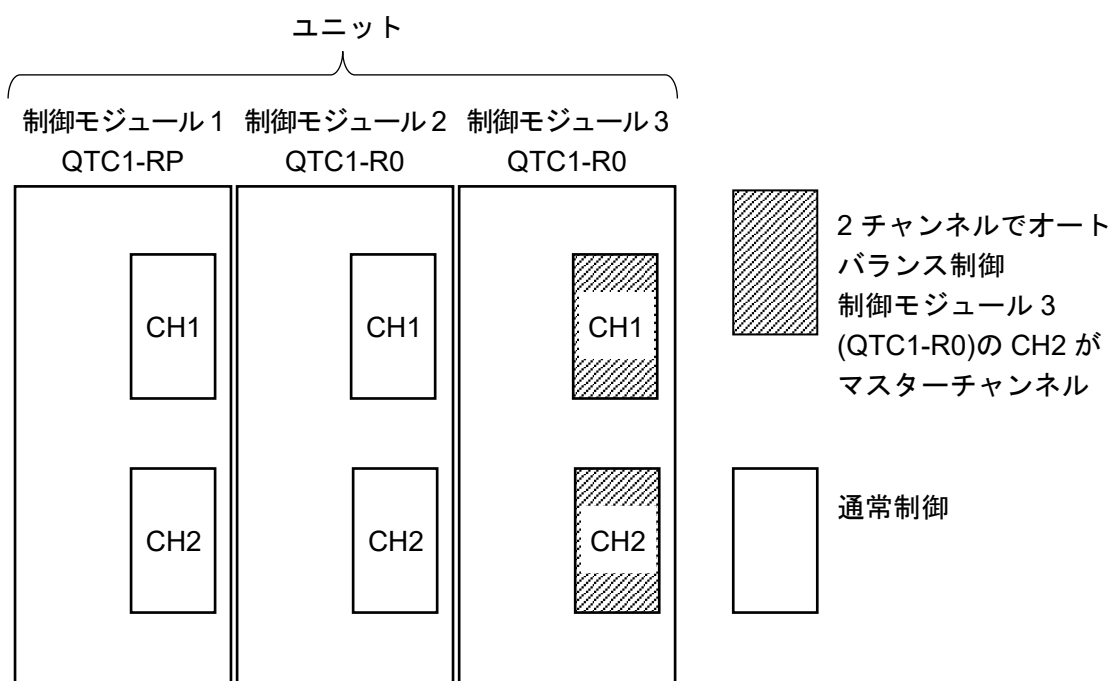 ユニット
制御モジュール 1 制御モジュール 2 制御モジュール 3
QTC1-RP QTC1-R0 QTC1-R0
CH1 CH1 CH1
CH2 CH2 CH2
2 チャンネルでオート
バランス制御
制御モジュール 3
(QTC1-R0)の CH2 が
マスターチャンネル
通常制御